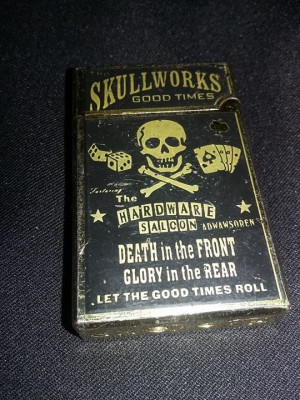 SKULLWORKS
GOOD TIMES
Featuring
The
HARDWARE
SALOON ADWAWSOREN
DEATH in the FRONT
GLORY in the REAR
LET THE GOOD TIMES ROLL